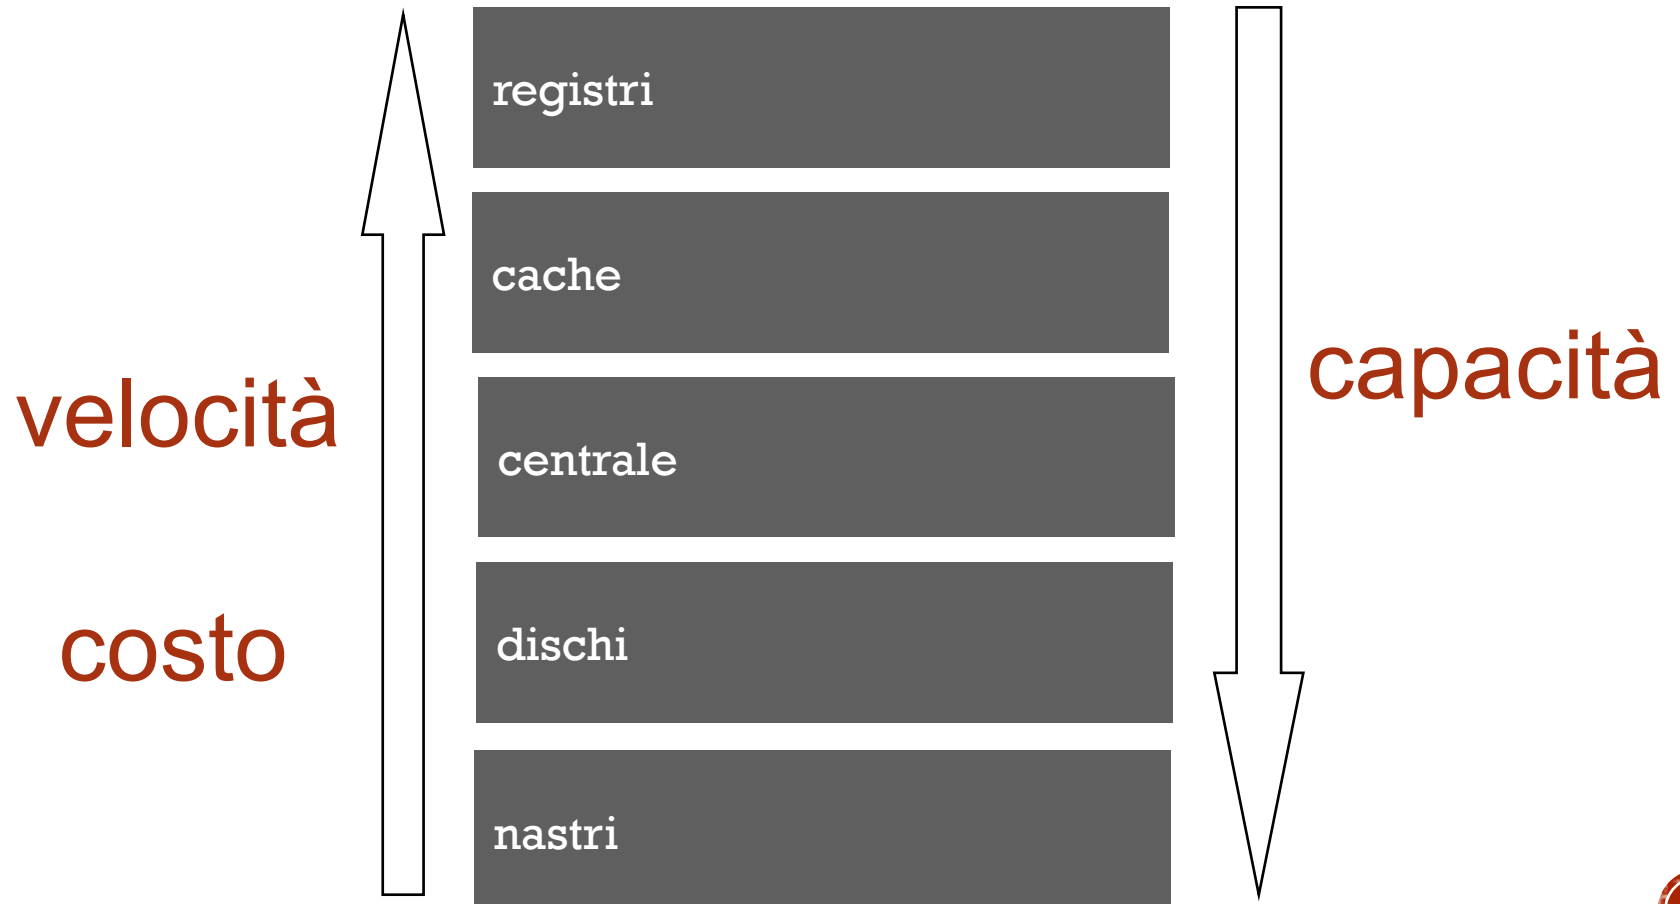 registri
cache
velocità
capacità
centrale
costo
dischi
nastri